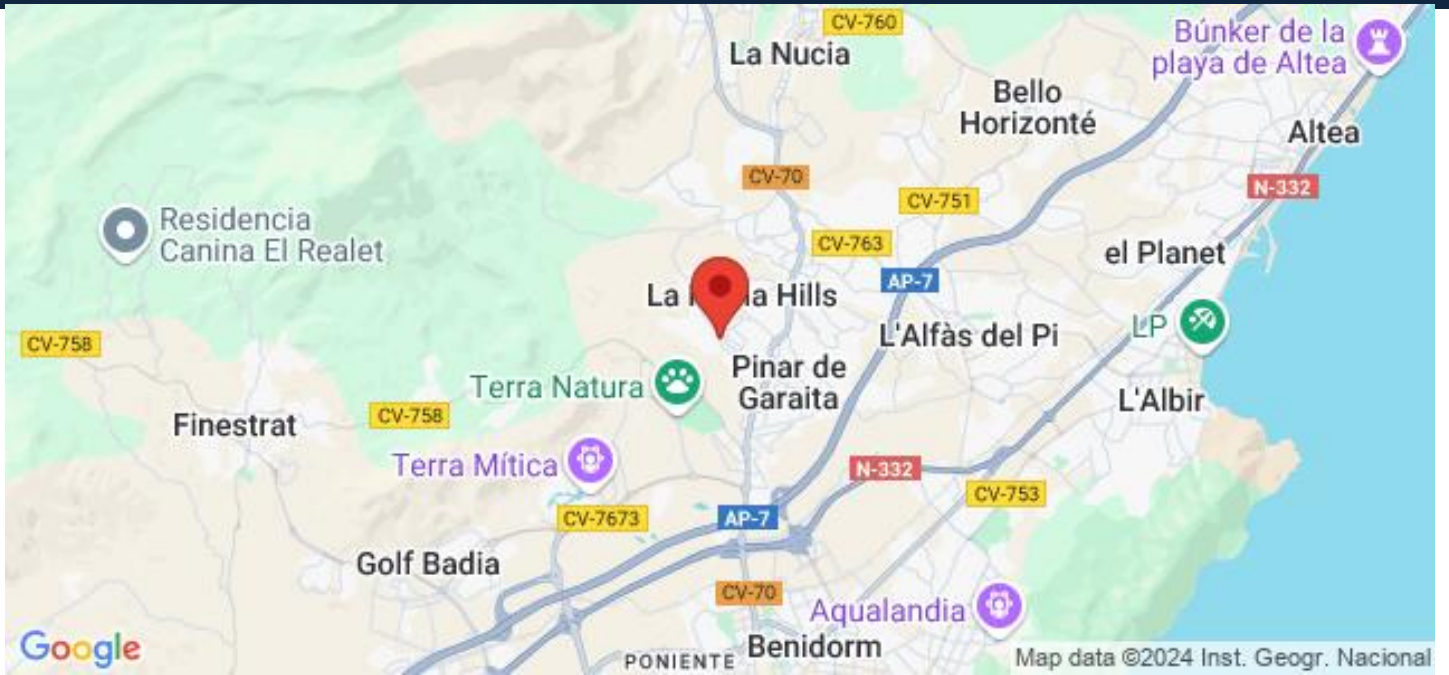 CV-760
La Nucia
Búnker de la
playa de Altea
Bello
Horizonté
Altea
CV-70
N-332
CV-751
Residencia
Canina El Realet
CV-763
el Planet
AP-7
La Hills
LP
L'Alfàs del Pi
CV-758
Pinar de
Garaita
Terra Natura
L'Albir
CV-758
Finestrat
Terra Mítica
N-332
CV-753
CV-7673
AP-7
Golf Badia
CV-70
Aqualandia
Benidorm
PONIENTE
Google
Map data ©2024 Inst. Geogr. Nacional